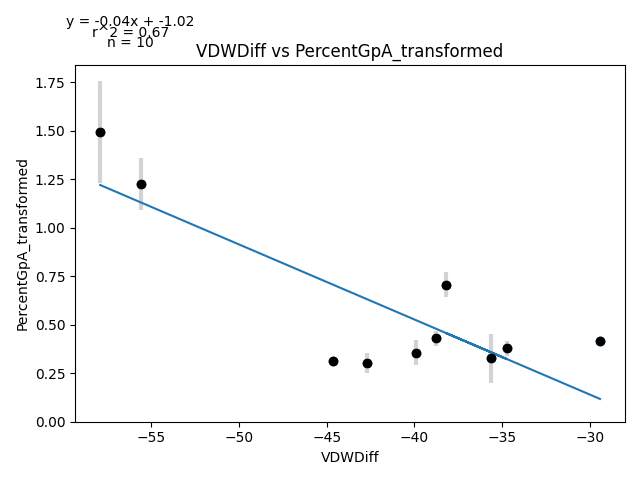 y = -0.04x + -1.02
r^2 = 0.67
n = 10
VDWDiff vs PercentGpA_transformed
1.75
1.50
1.25
1.00
0.75
0.50
0.25
0.00
PercentGpA_transformed
−55
−50
−45
−40
−35
−30
VDWDiff